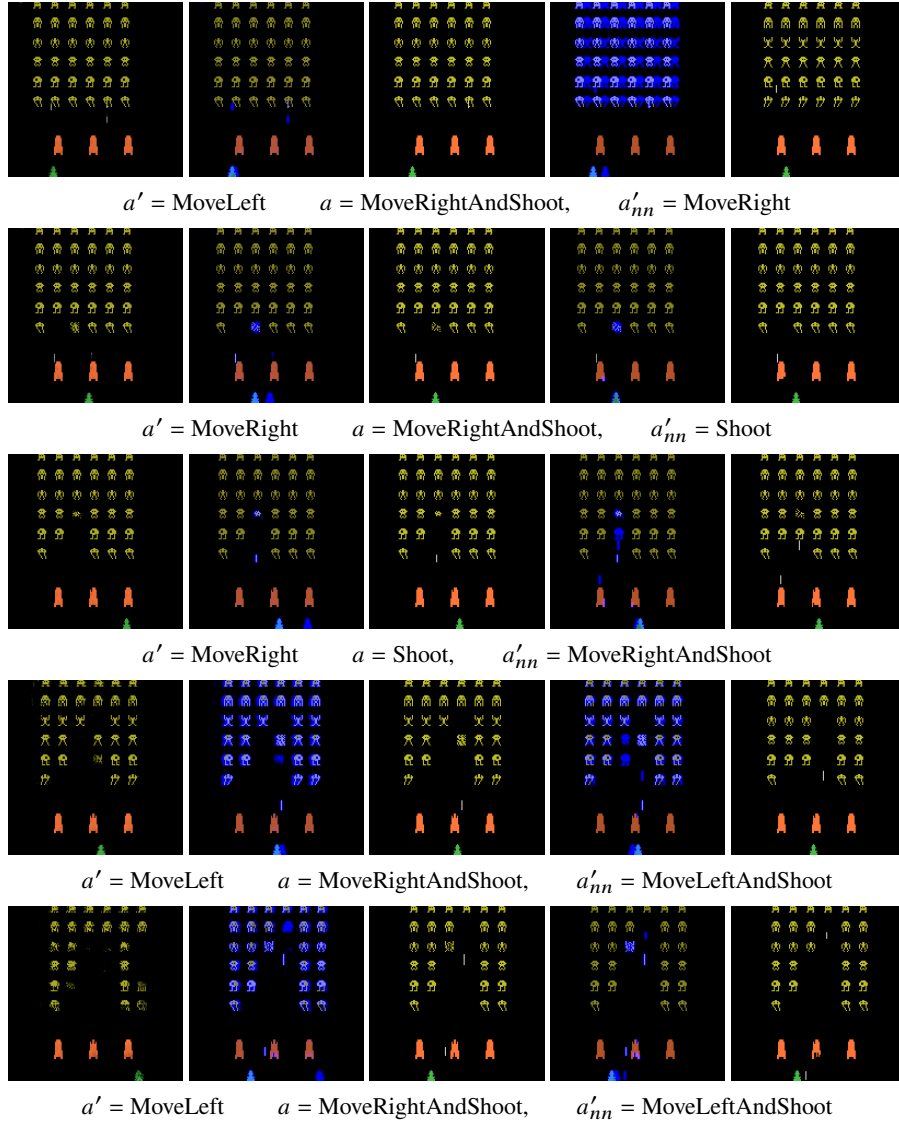 a′ = MoveLeft a = MoveRightAndShoot, a′nn = MoveRight
a′ = MoveRight a = MoveRightAndShoot, a′nn = Shoot
a′ = MoveRight a = Shoot, a′nn = MoveRightAndShoot
a′ = MoveLeft a = MoveRightAndShoot, a′nn = MoveLeftAndShoot
a′ = MoveLeft a = MoveRightAndShoot, a′nn = MoveLeftAndShoot